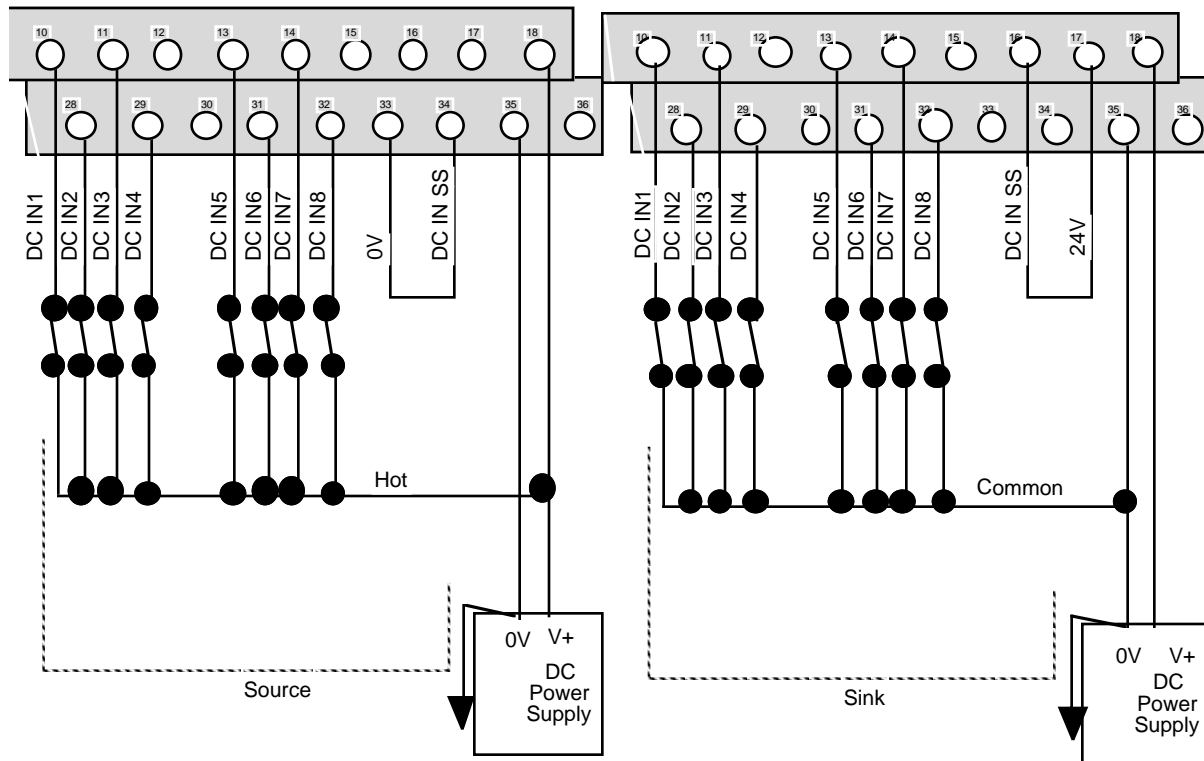 10 11 12 13 14 15 16 17 18
28 29 30 31 32 33 34 35 36
DC IN1
DC IN2
DC IN3
DC IN4
DC IN5
DC IN6
DC IN7
DC IN8
0V
DC IN SS
Hot
Source
0V V+
DC
Power
Supply
10 11 12 13 14 15 16 17 18
28 29 30 31 32 33 34 35 36
DC IN1
DC IN2
DC IN3
DC IN4
DC IN5
DC IN6
DC IN7
DC IN8
DC IN SS
24V
Common
Sink
0V V+
DC
Power
Supply